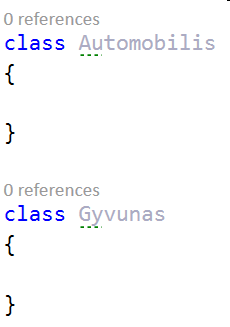 0 references
class Automobilis
{
}
0 references
class Gyvunas
{
}